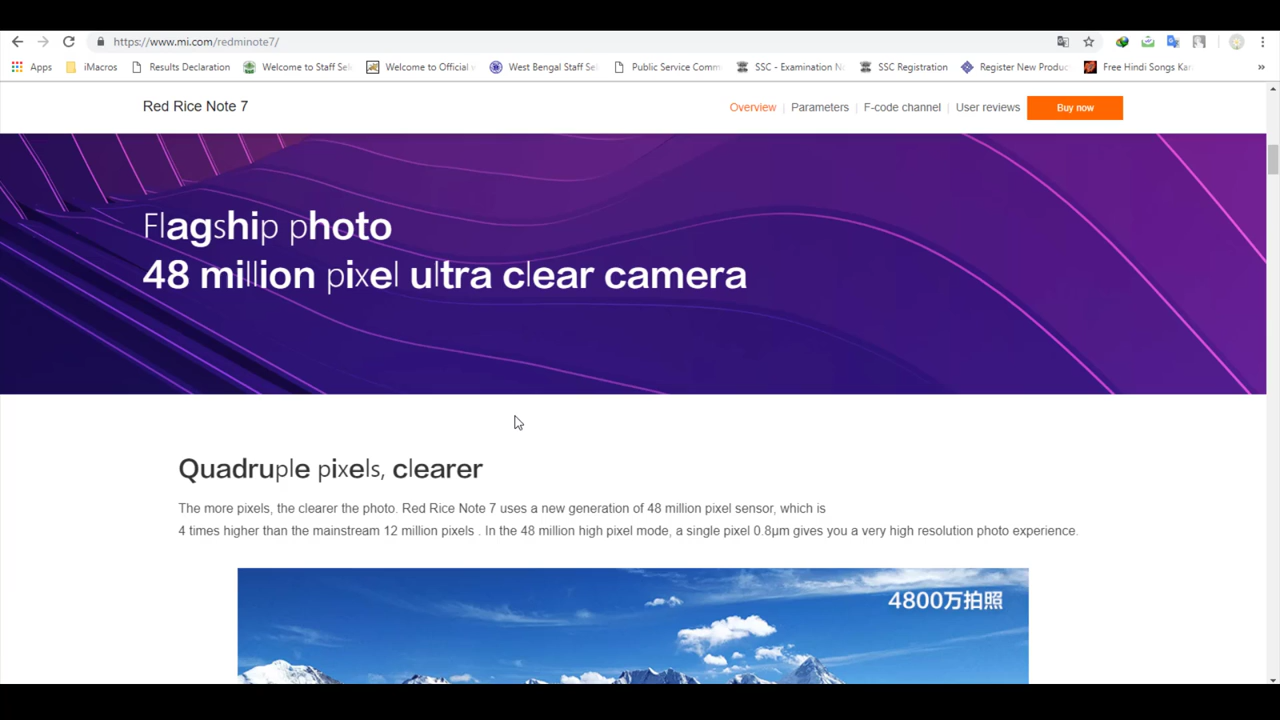 https://www.mi.com/redminote7/
Apps iMacros Results Declaration Welcome to Staff Sel Welcome to Official West Bengal Staff Se Public Service Comm SSC - Examination N SSC Registration Register New Produc Free Hindi Songs Kar »
Red Rice Note 7 Overview | Parameters | F-code channel | User reviews Buy now
Flagship photo
48 million pixel ultra clear camera
Quadruple pixels, clearer
The more pixels, the clearer the photo. Red Rice Note 7 uses a new generation of 48 million pixel sensor, which is
4 times higher than the mainstream 12 million pixels . In the 48 million high pixel mode, a single pixel 0.8μm gives you a very high resolution photo experience.
4800万拍照